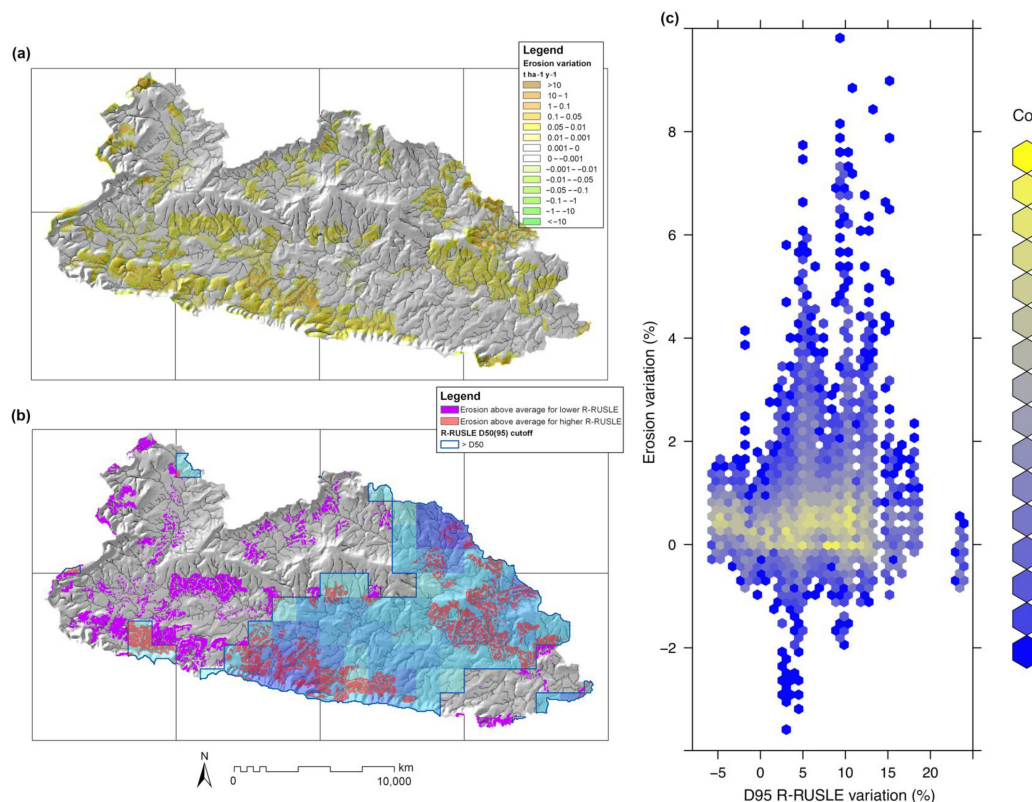 (a)
Legend
Erosion variation
t ha-1 y-1
>10
10 – 1
1 – 0.1
0.1 – 0.05
0.05 – 0.01
0.01 – 0.001
0.001 – 0
0 – –0.001
–0.001 – –0.01
–0.01 – –0.05
–0.05 – –0.1
–0.1 – –1
–1 – –10
< –10
(b)
Legend
Erosion above average for lower R-RUSLE
Erosion above average for higher R-RUSLE
R-RUSLE D50(95) cutoff
> D50
N
km
0 10,000
(c)
Co
8
6
4
2
0
−2
Erosion variation (%)
−5 0 5 10 15 20
D95 R-RUSLE variation (%)